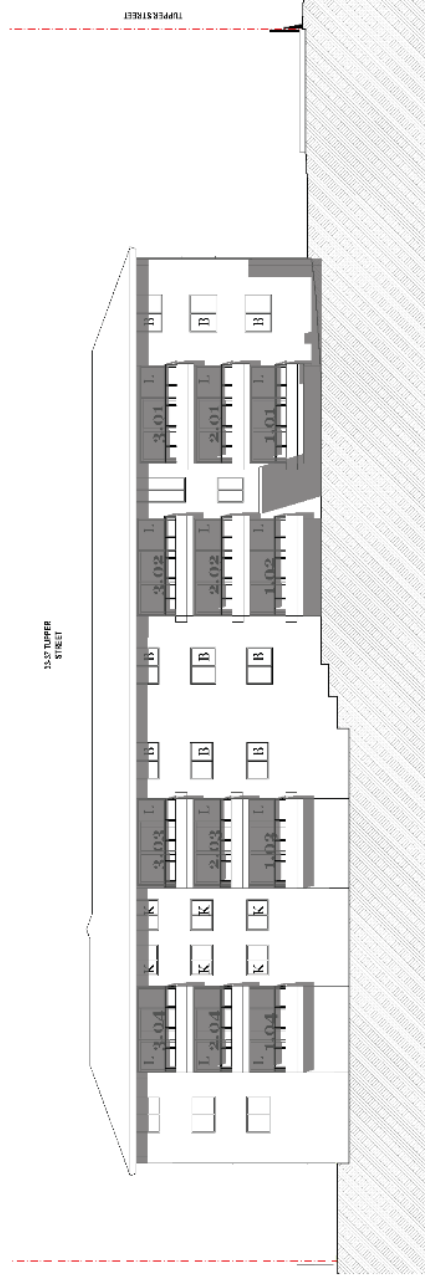 TUPPER STREET
B B B
L L L
3.01 2.01 1.01
L L L
3.02 2.02 1.02
33-37 TUPPER
STREET
B B B
B B B
L L L
3.03 2.03 1.03
K K K
K K K
3.04 2.04 1.04
L L L